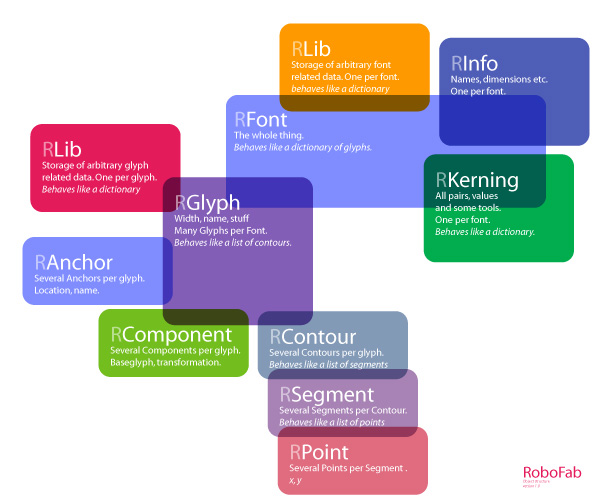 RLib
Storage of arbitrary font
related data. One per font.
behaves like a dictionary
RInfo
Names, dimensions etc.
One per font.
RFont
The whole thing.
Behaves like a dictionary of glyphs.
RLib
Storage of arbitrary glyph
related data. One per glyph.
Behaves like a dictionary
RKerning
All pairs, values
and some tools.
One per font.
Behaves like a dictionary.
RGlyph
Width, name, stuff
Many Glyphs per Font.
Behaves like a list of contours.
RAnchor
Several Anchors per glyph.
Location, name.
RComponent
Several Components per glyph.
Baseglyph, transformation.
RContour
Several Contours per glyph.
Behaves like a list of segments
RSegment
Several Segments per Contour.
Behaves like a list of points
RPoint
Several Points per Segment .
x, y
RoboFab